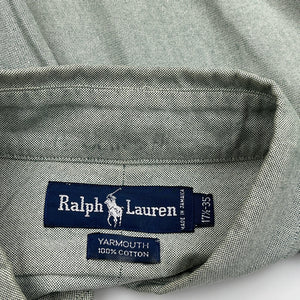 Ralph Lauren
MADE IN JAMAICA
17½-35
YARMOUTH
100% COTTON